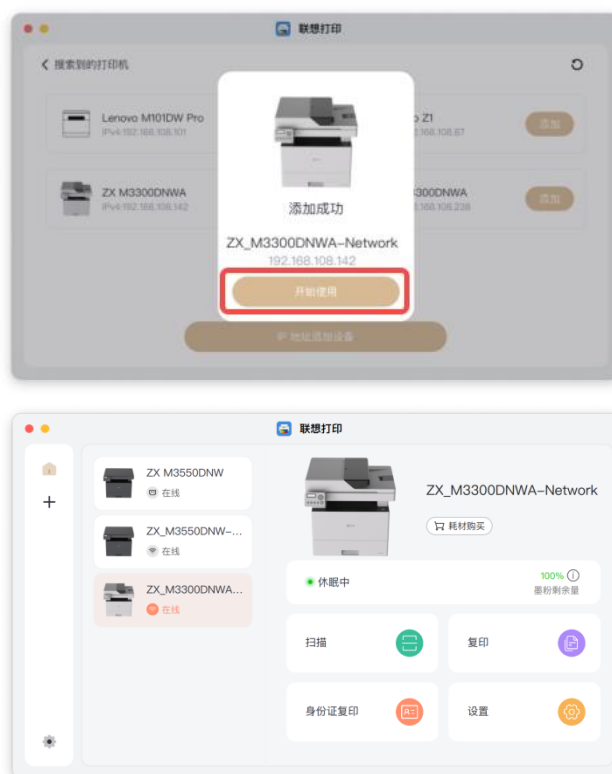 联想打印
搜索到的打印机
Lenovo M101DW Pro
IPv4:192.168.108.101
Z1
168.108.87
添加
ZX M3300DNWA
IPv4:192.168.108.142
300DNWA
168.108.238
添加
添加成功
ZX_M3300DNWA-Network
192.168.108.142
开始使用
IP 地址添加设备
联想打印
ZX M3550DNW
在线
ZX_M3550DNW-...
在线
ZX_M3300DNWA...
在线
ZX_M3300DNWA-Network
耗材购买
休眠中
100%
墨粉剩余量
扫描
复印
身份证复印
设置